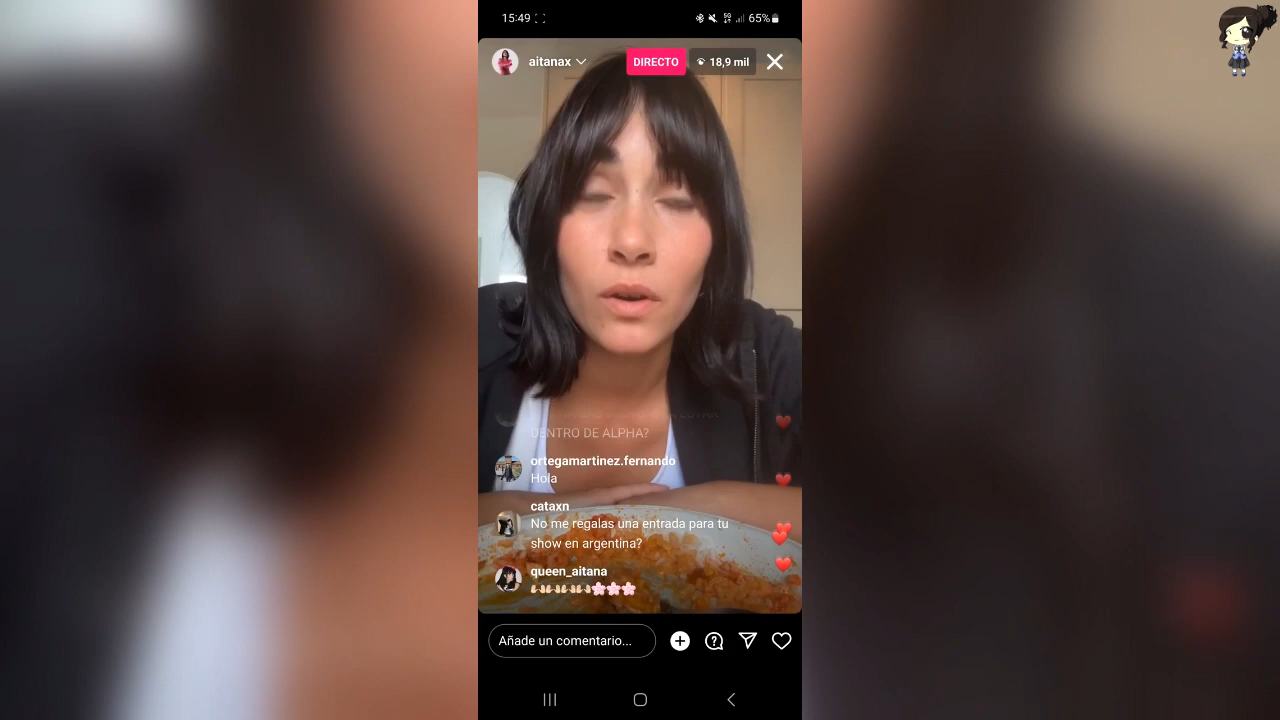 15:49
5G
65%
aitanax
DIRECTO
18,9 mil
DENTRO DE ALPHA?
ortegamartinez.fernando
Hola
cataxn
No me regalas una entrada para tu
show en argentina?
queen_aitana
Añade un comentario...